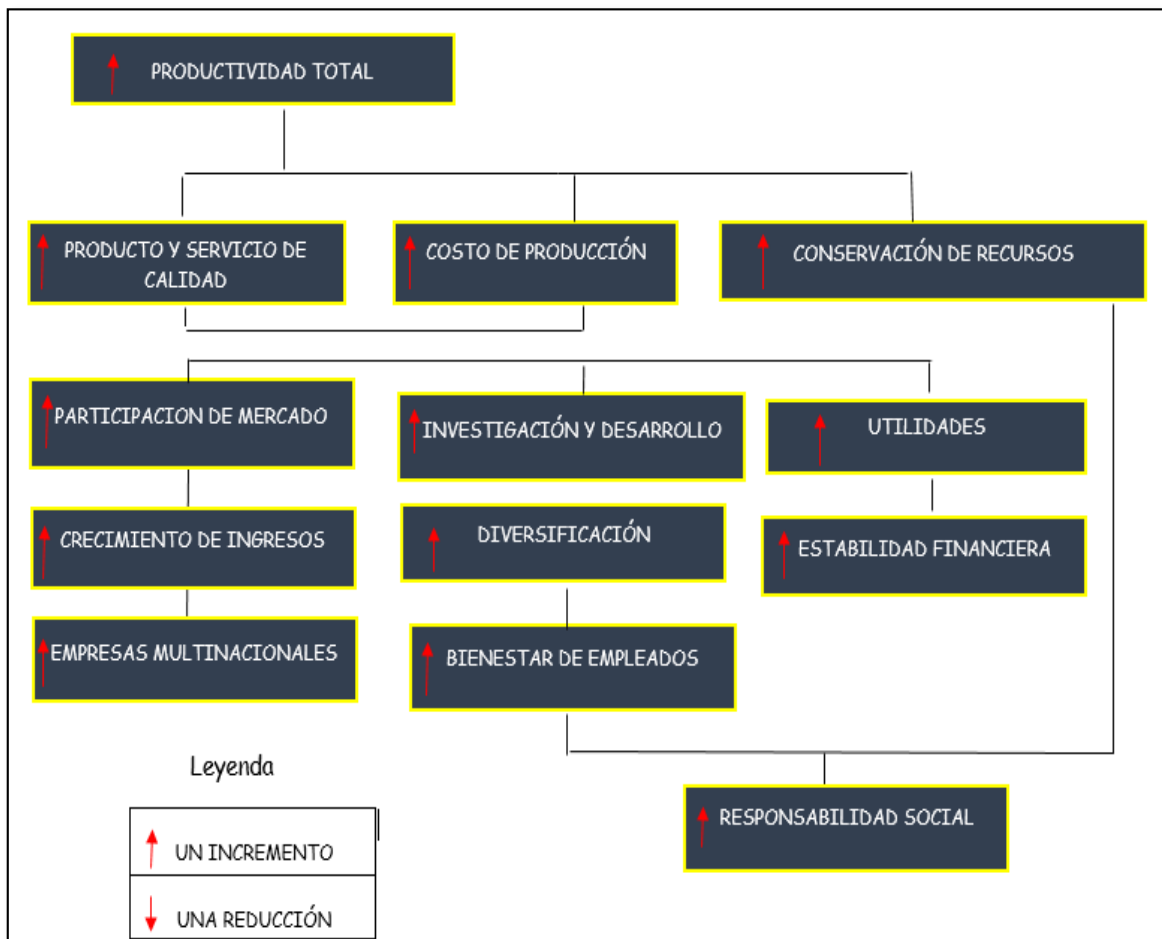 PRODUCTIVIDAD TOTAL
PRODUCTO Y SERVICIO DE
CALIDAD
COSTO DE PRODUCCIÓN
CONSERVACIÓN DE RECURSOS
PARTICIPACION DE MERCADO
INVESTIGACIÓN Y DESARROLLO
UTILIDADES
CRECIMIENTO DE INGRESOS
DIVERSIFICACIÓN
ESTABILIDAD FINANCIERA
EMPRESAS MULTINACIONALES
BIENESTAR DE EMPLEADOS
RESPONSABILIDAD SOCIAL
Leyenda
UN INCREMENTO
UNA REDUCCIÓN